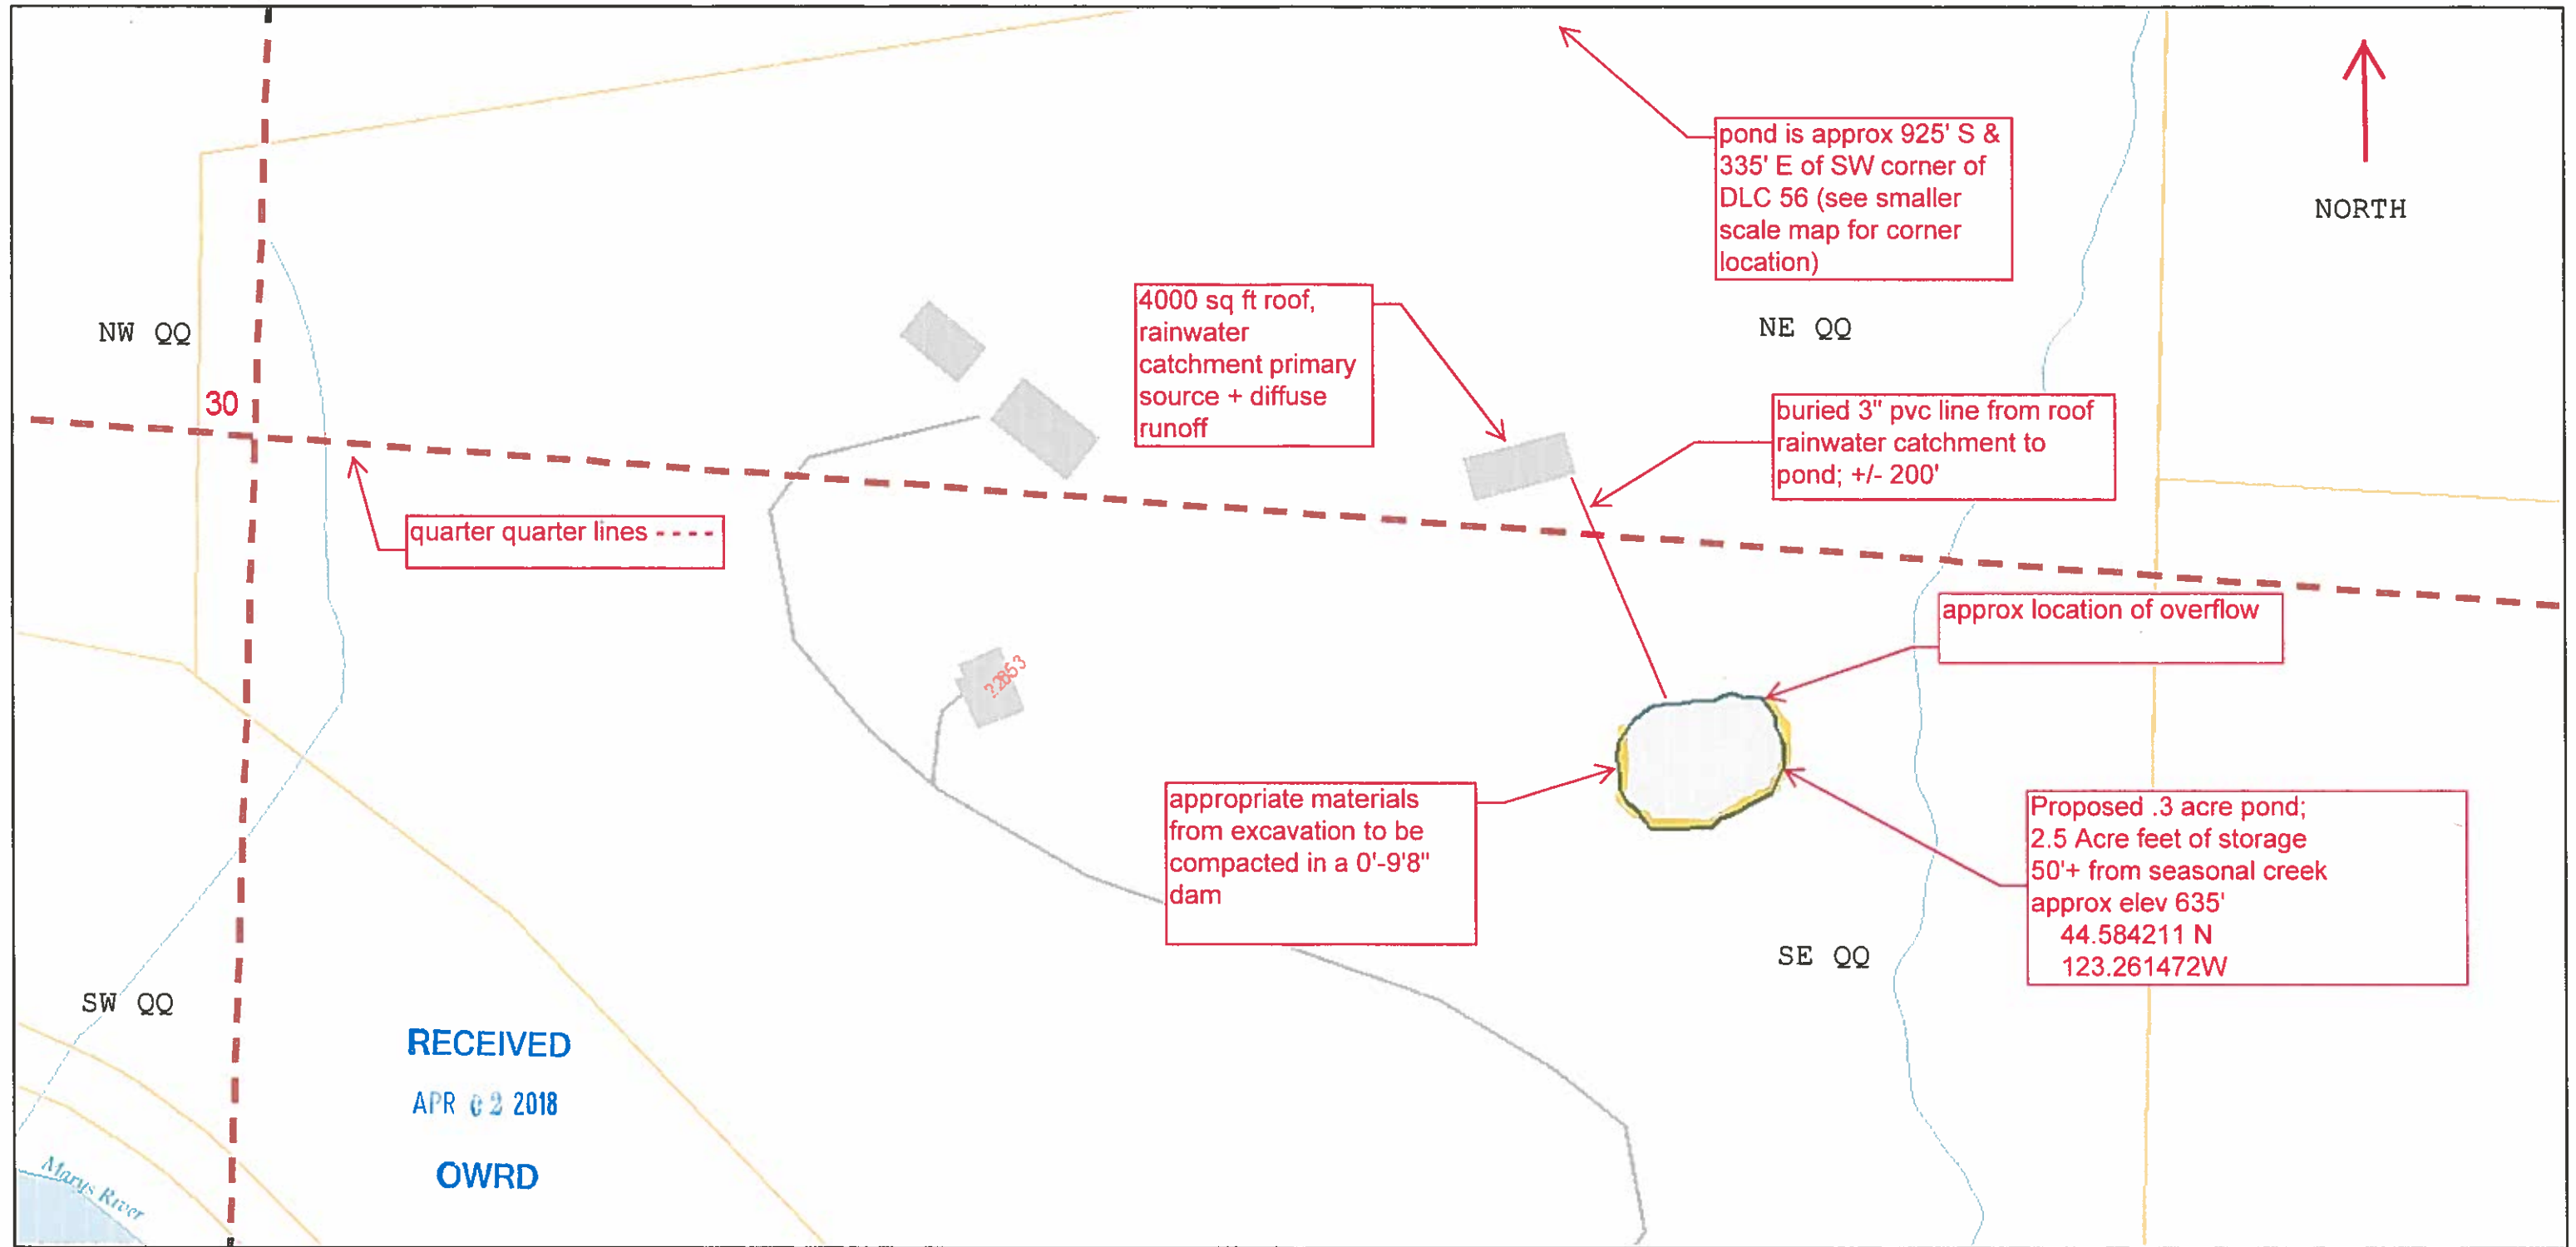 pond is approx 925' S &
335' E of SW corner of
DLC 56 (see smaller
scale map for corner
location)
NORTH
4000 sq ft roof,
rainwater
catchment primary
source + diffuse
runoff
NW QQ
NE QQ
30
buried 3" pvc line from roof
rainwater catchment to
pond; +/- 200'
quarter quarter lines ----
approx location of overflow
appropriate materials
from excavation to be
compacted in a 0'-9'8"
dam
Proposed .3 acre pond;
2.5 Acre feet of storage
50'+ from seasonal creek
approx elev 635'
44.584211 N
123.261472W
SE QQ
SW QQ
RECEIVED
APR 02 2018
OWRD
Marys River